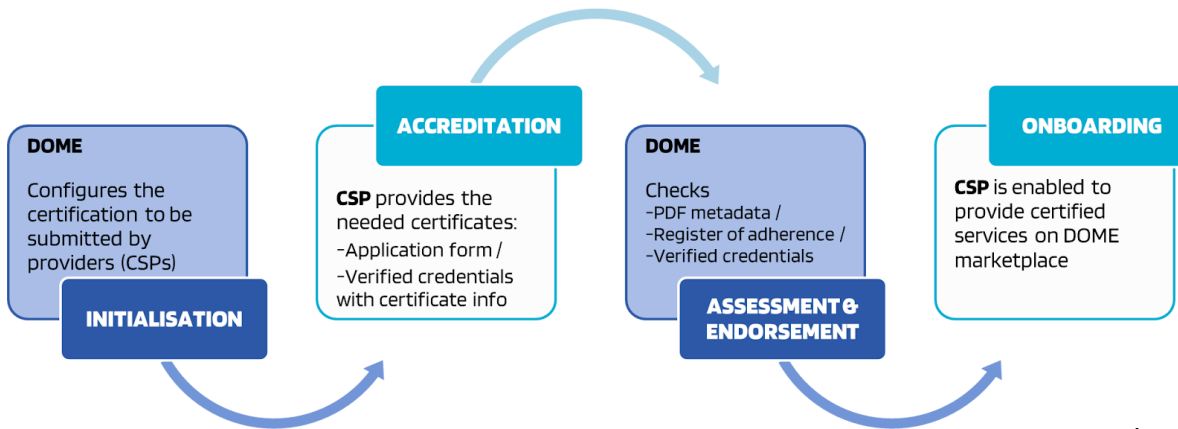 DOME
Configures the
certification to be
submitted by
providers (CSPs)
INITIALISATION
ACCREDITATION
CSP provides the
needed certificates:
-Application form /
-Verified credentials
with certificate info
DOME
Checks
-PDF metadata /
-Register of adherence /
-Verified credentials
ASSESSMENT &
ENDORSEMENT
ONBOARDING
CSP is enabled to
provide certified
services on DOME
marketplace